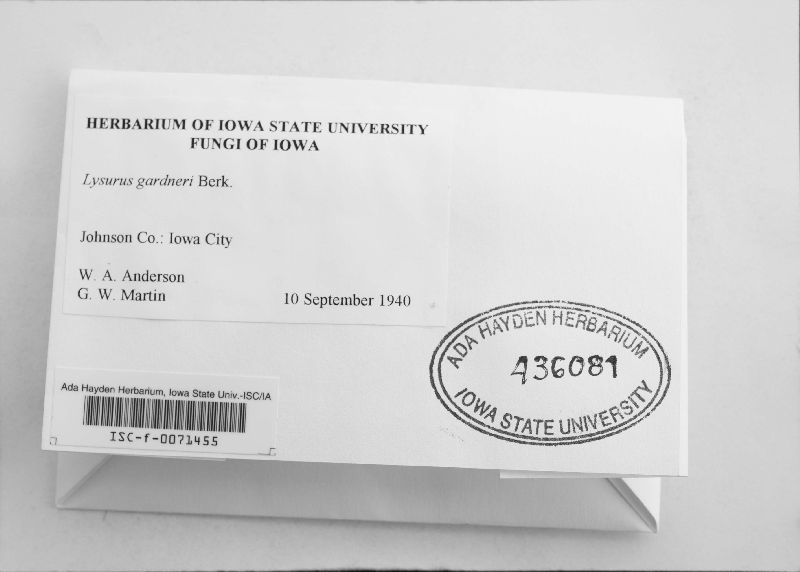 HERBARIUM OF IOWA STATE UNIVERSITY
FUNGI OF IOWA
Lysurus gardneri Berk.
Johnson Co.: Iowa City
W. A. Anderson
G. W. Martin
10 September 1940
ADA HAYDEN HERBARIUM
436081
IOWA STATE UNIVERSITY
Ada Hayden Herbarium, Iowa State Univ.-ISC/IA
ISC-f-0071455